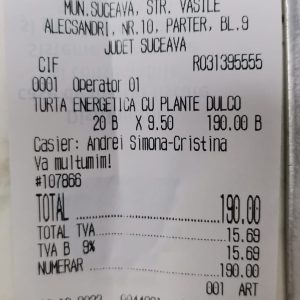 MUN.SUCEAVA, STR. VASILE
ALECSANDRI, NR.10, PARTER, BL.9
JUDET SUCEAVA
CIF RO31395555
0001 Operator 01
TURTA ENERGETICA CU PLANTE DULCO
20 B X 9.50 190.00 B
Casier: Andrei Simona-Cristina
Va multumim!
#107866
TOTAL 190.00
TOTAL TVA 15.69
TVA B 9% 15.69
NUMERAR 190.00
001 ART